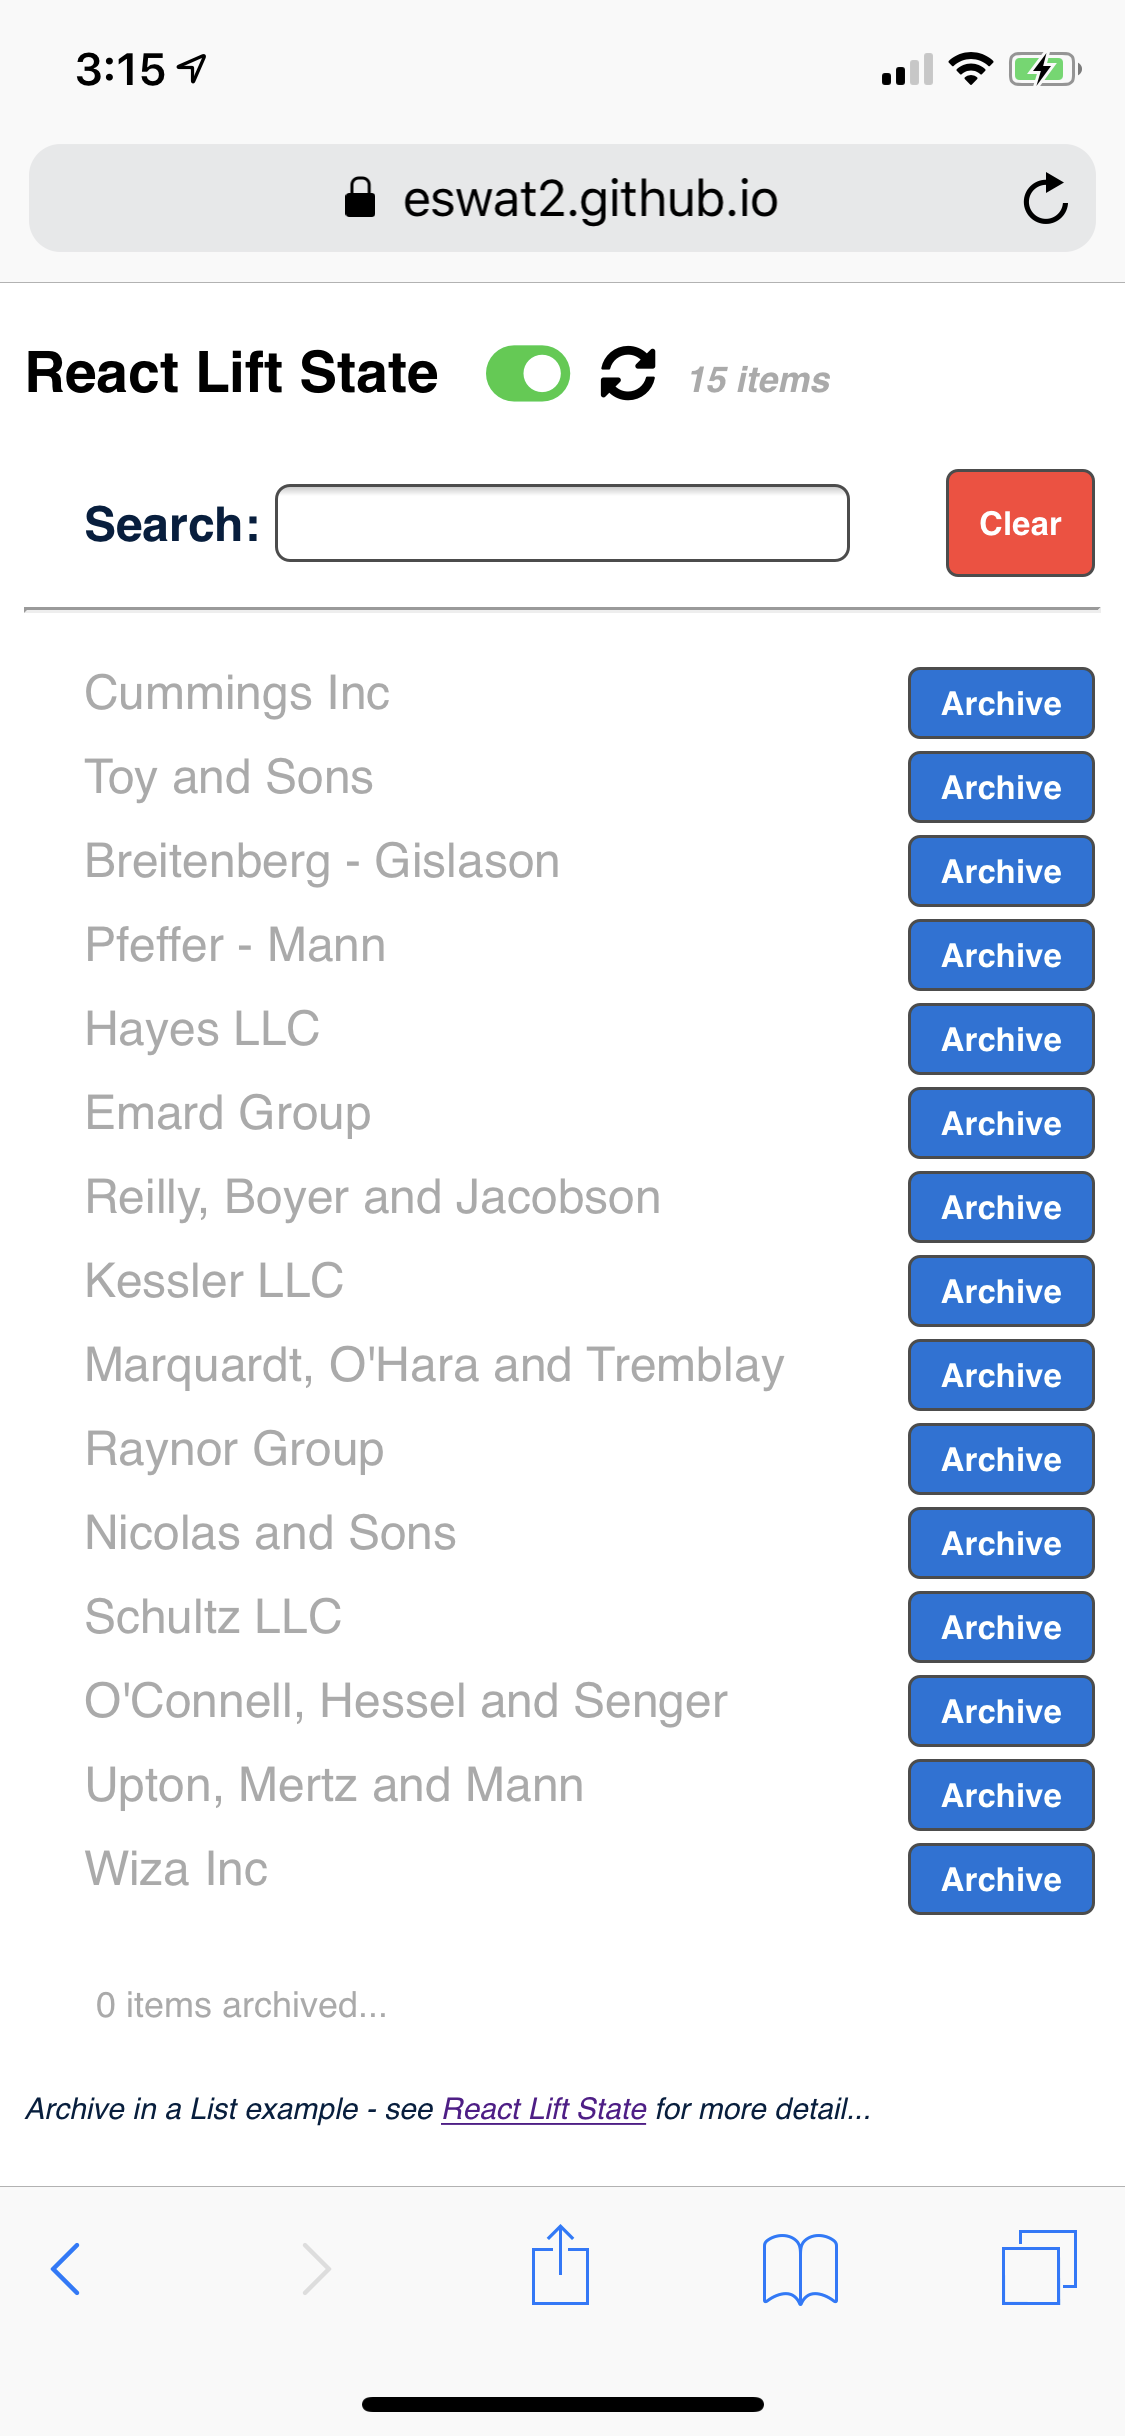 3:15
eswat2.github.io
React Lift State 15 items
Search: Clear
Cummings Inc Archive
Toy and Sons Archive
Breitenberg - Gislason Archive
Pfeffer - Mann Archive
Hayes LLC Archive
Emard Group Archive
Reilly, Boyer and Jacobson Archive
Kessler LLC Archive
Marquardt, O'Hara and Tremblay Archive
Raynor Group Archive
Nicolas and Sons Archive
Schultz LLC Archive
O'Connell, Hessel and Senger Archive
Upton, Mertz and Mann Archive
Wiza Inc Archive
0 items archived...
Archive in a List example - see React Lift State for more detail...